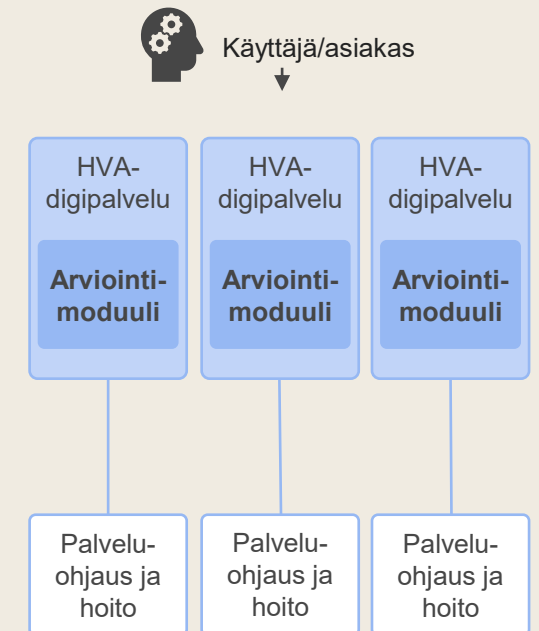 Käyttäjä/asiakas
HVA-
digipalvelu
Arviointi-
moduuli
HVA-
digipalvelu
Arviointi-
moduuli
HVA-
digipalvelu
Arviointi-
moduuli
Palvelu-
ohjaus ja
hoito
Palvelu-
ohjaus ja
hoito
Palvelu-
ohjaus ja
hoito